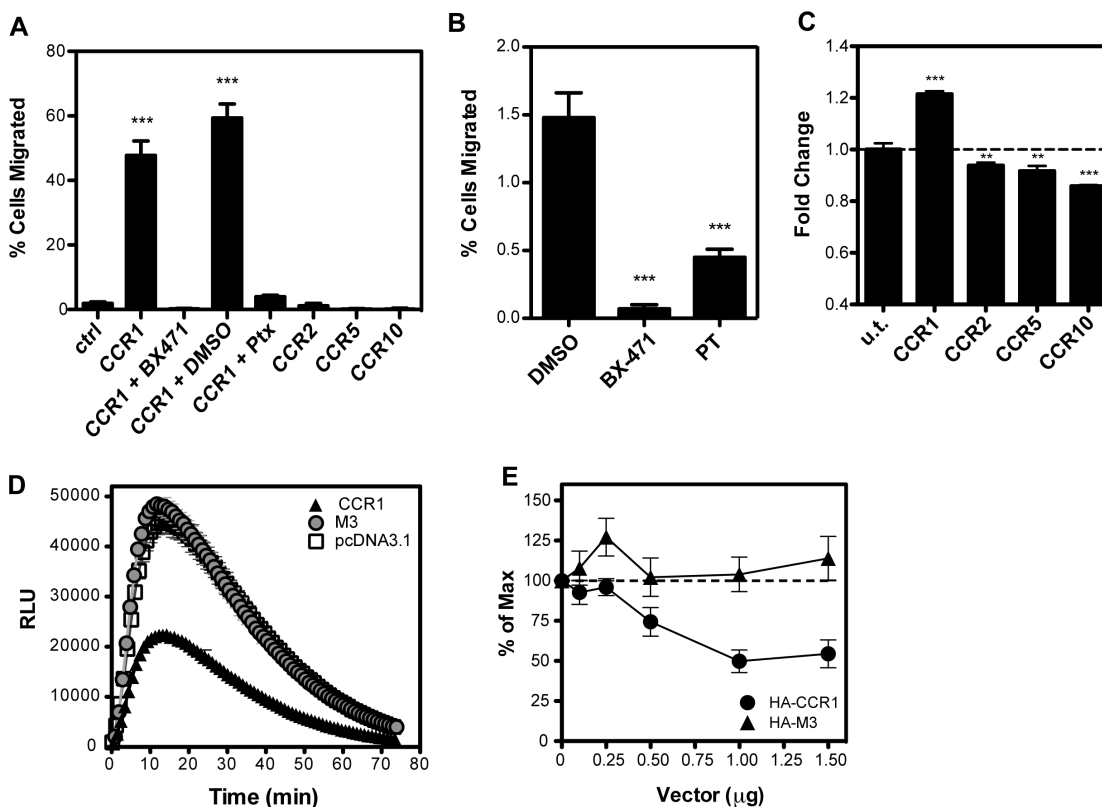 A
% Cells Migrated
80
60
40
20
0
***
***
ctrl
CCR1
CCR1 + BX471
CCR1 + DMSO
CCR1 + Ptx
CCR2
CCR5
CCR10
B
% Cells Migrated
2.0
1.5
1.0
0.5
0.0
***
***
DMSO
BX-471
PT
C
Fold Change
1.4
1.2
1.0
0.8
0.6
0.4
***
**
**
***
u.t.
CCR1
CCR2
CCR5
CCR10
D
RLU
50000
40000
30000
20000
10000
0
CCR1
M3
pcDNA3.1
0 10 20 30 40 50 60 70 80
Time (min)
E
% of Max
150
125
100
75
50
25
0
HA-CCR1
HA-M3
0 0.25 0.50 1.00 1.50
Vector (μg)